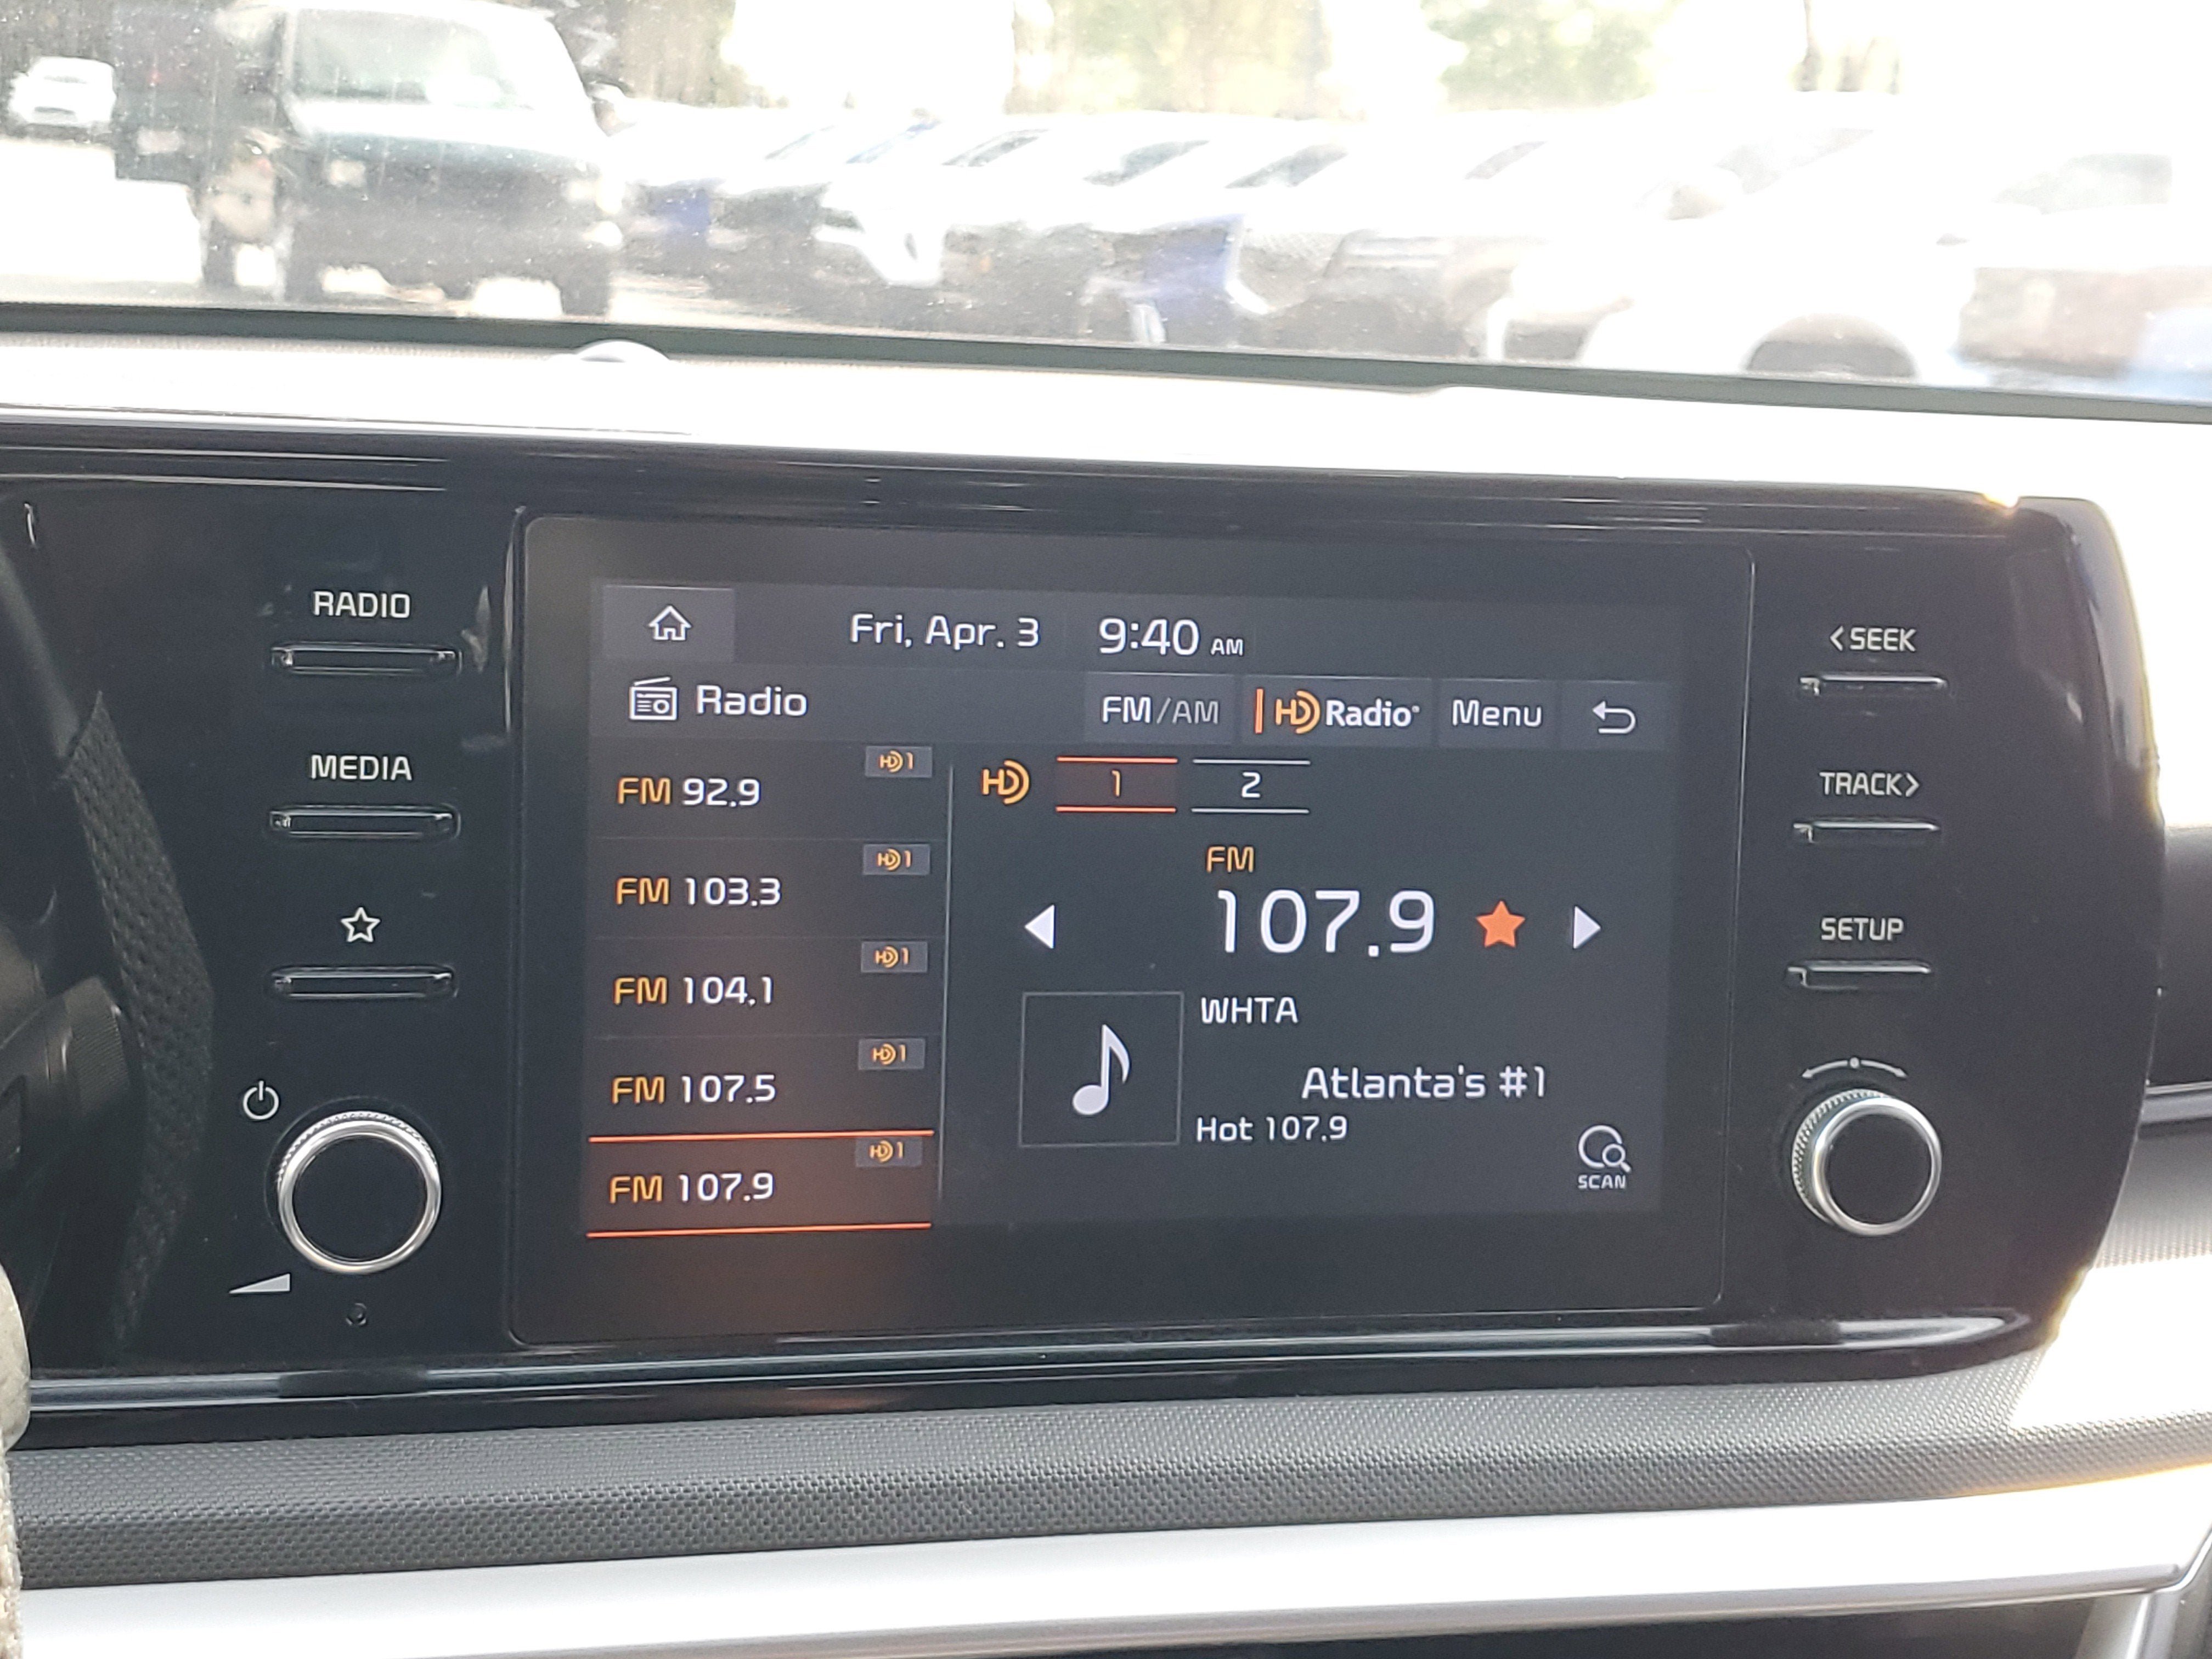 RADIO
MEDIA
Fri, Apr. 3 9:40 AM
Radio FM/AM HD Radio® Menu
FM 92.9 HD1
FM 103.3 HD1
FM 104.1 HD1
FM 107.5 HD1
FM 107.9 HD1
HD 1 2
FM
107.9
WHTA
Atlanta's #1
Hot 107.9
SCAN
<SEEK
TRACK>
SETUP